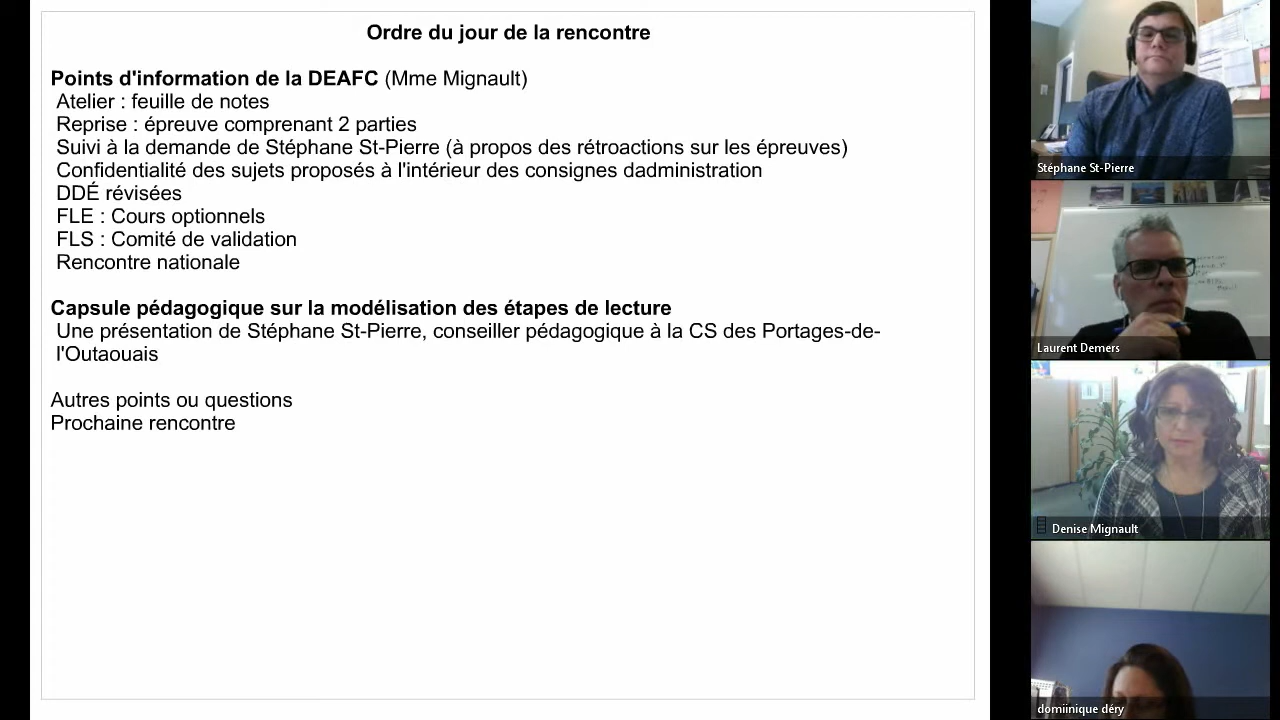 Ordre du jour de la rencontre
Points d'information de la DEAFC (Mme Mignault)
Atelier : feuille de notes
Reprise : épreuve comprenant 2 parties
Suivi à la demande de Stéphane St-Pierre (à propos des rétroactions sur les épreuves)
Confidentialité des sujets proposés à l'intérieur des consignes dadministration
DDÉ révisées
FLE : Cours optionnels
FLS : Comité de validation
Rencontre nationale
Capsule pédagogique sur la modélisation des étapes de lecture
Une présentation de Stéphane St-Pierre, conseiller pédagogique à la CS des Portages-de-
l'Outaouais
Autres points ou questions
Prochaine rencontre
Stéphane St-Pierre
Laurent Demers
Denise Mignault
domiinique déry